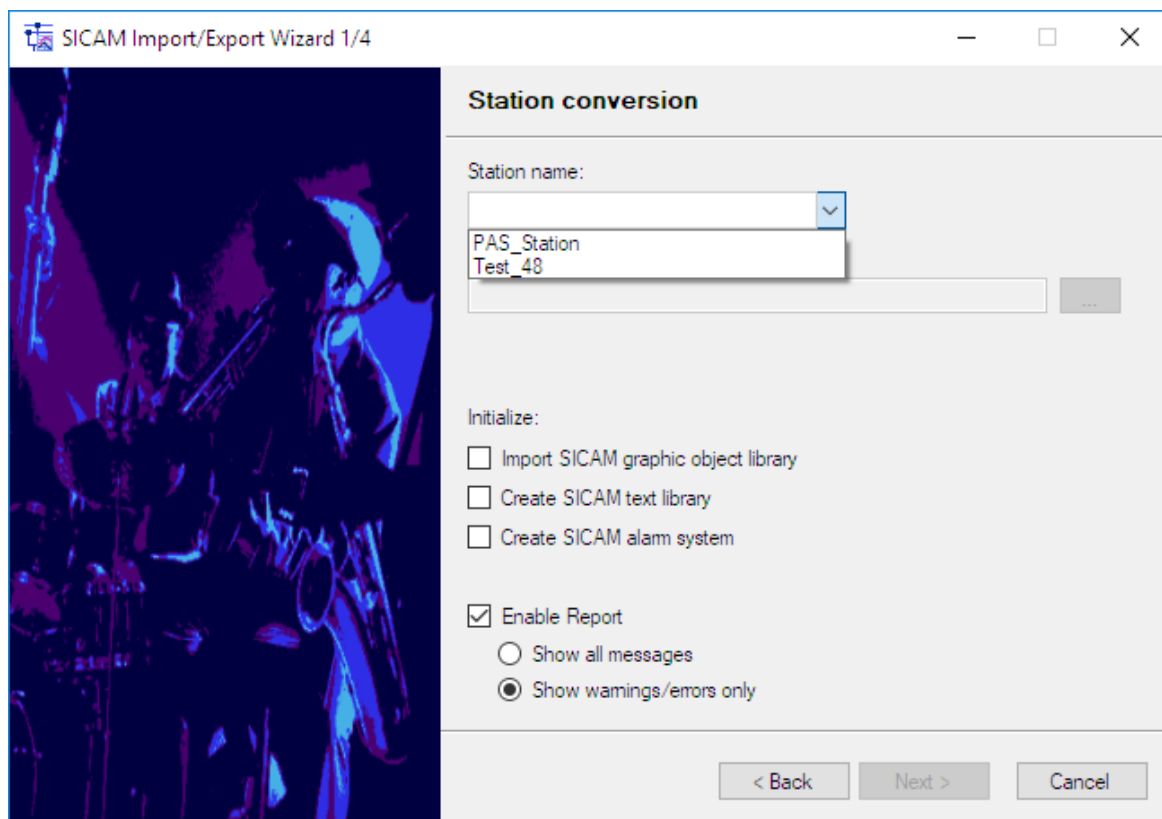 SICAM Import/Export Wizard 1/4
Station conversion
Station name:
PAS_Station
Test_48
...
Initialize:
Import SICAM graphic object library
Create SICAM text library
Create SICAM alarm system
Enable Report
Show all messages
Show warnings/errors only
< Back
Next >
Cancel